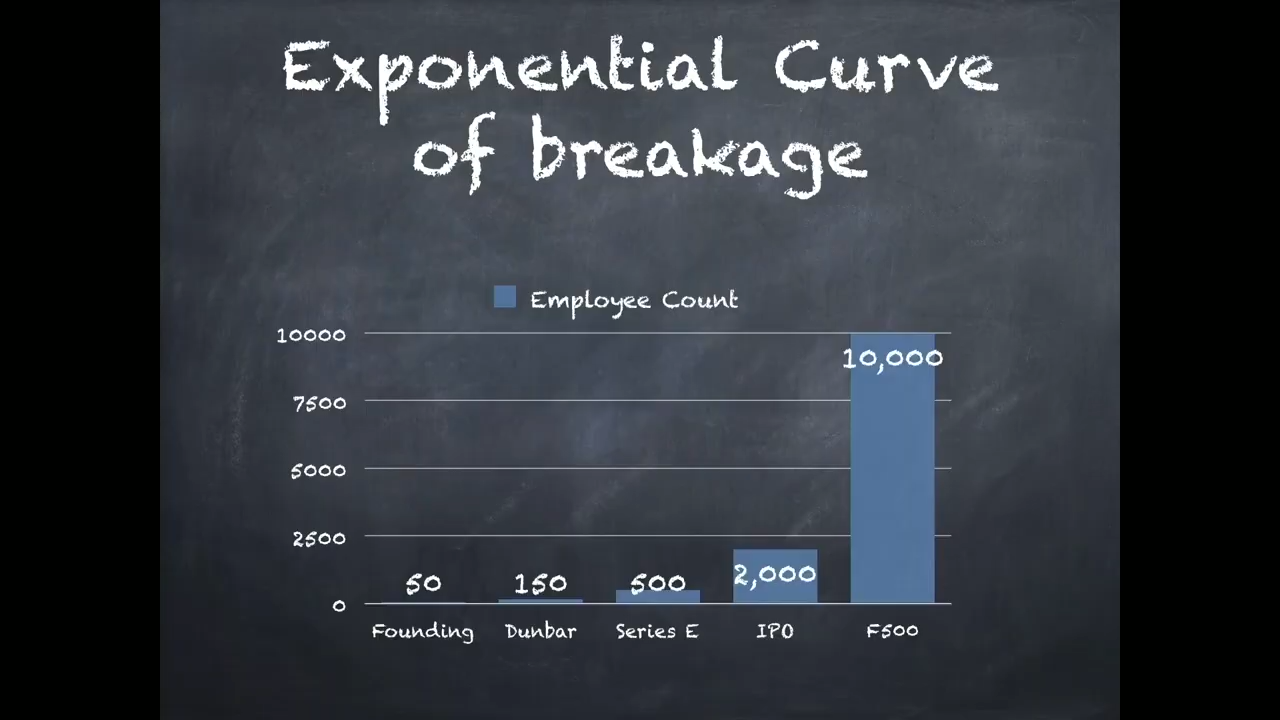 Exponential Curve
of breakage
Employee Count
10000
7500
5000
2500
0
50
150
500
2,000
10,000
Founding
Dunbar
Series E
IPO
F500